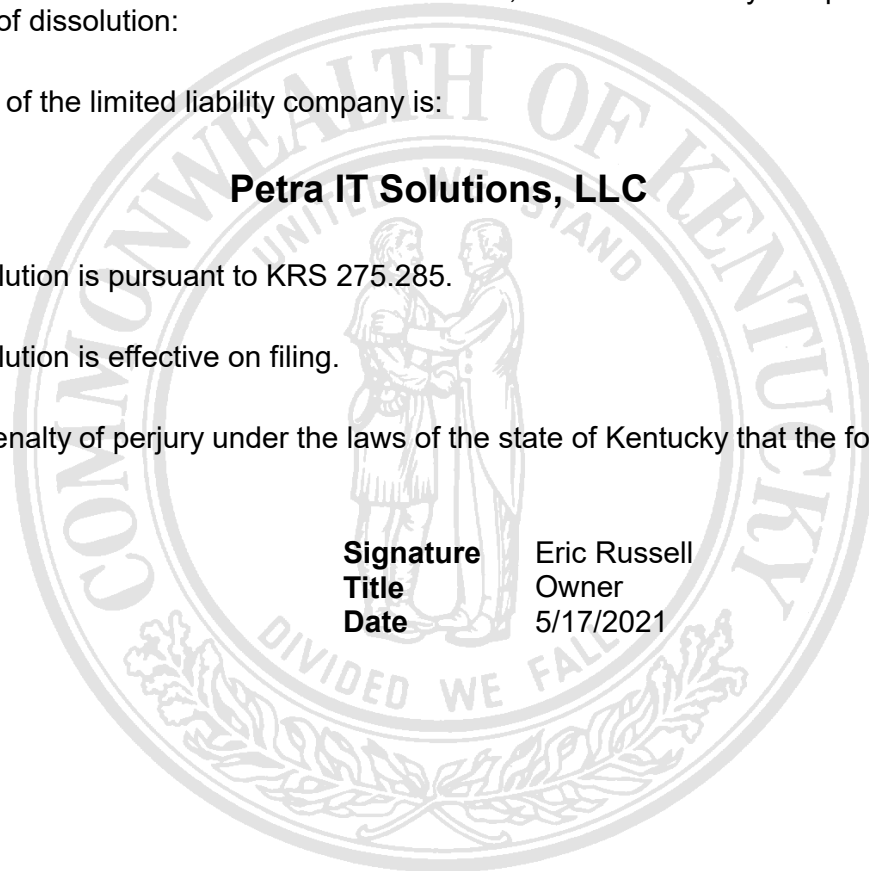 of dissolution:
of the limited liability company is:
COMMONWEALTH OF KENTUCKY
UNITED WE STAND
Petra IT Solutions, LLC
lution is pursuant to KRS 275.285.
lution is effective on filing.
enalty of perjury under the laws of the state of Kentucky that the fo
Signature Eric Russell
Title Owner
Date 5/17/2021
DIVIDED WE FALL